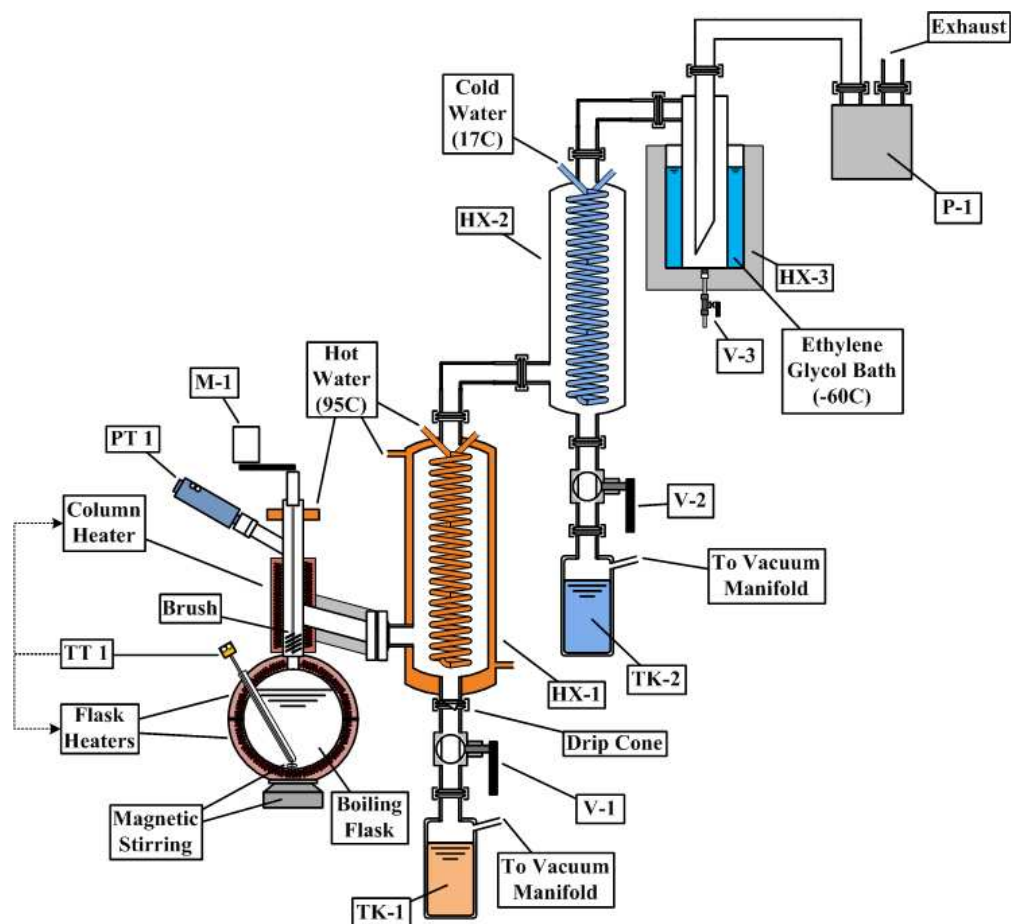 Exhaust
Cold
Water
(17C)
HX-2
P-1
HX-3
V-3
Ethylene
Glycol Bath
(-60C)
Hot
Water
(95C)
M-1
PT 1
Column
Heater
V-2
To Vacuum
Manifold
Brush
TT 1
TK-2
HX-1
Flask
Heaters
Drip Cone
Magnetic
Stirring
Boiling
Flask
V-1
To Vacuum
Manifold
TK-1